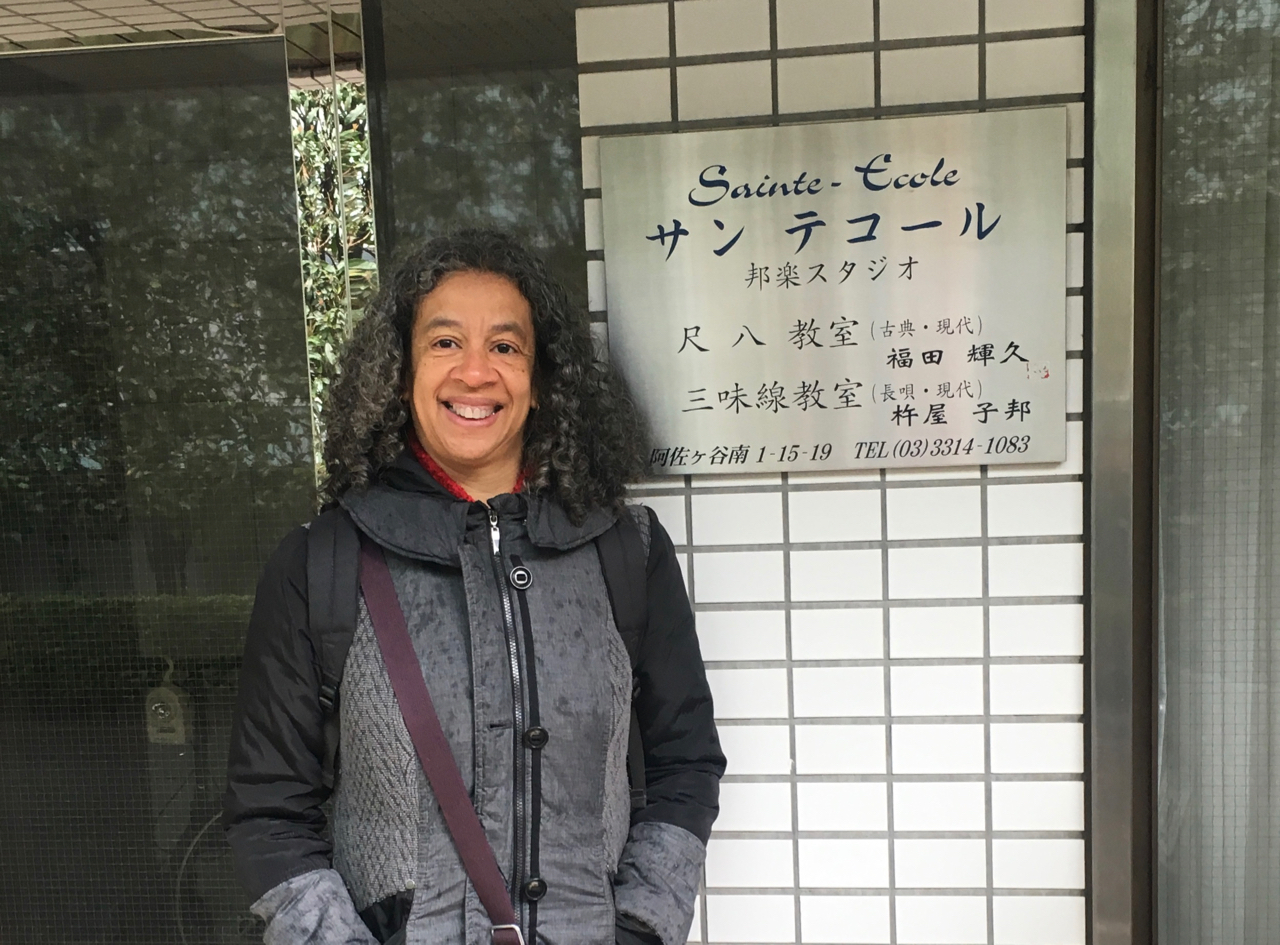 Sainte-Ecole
サンテコール
邦楽スタジオ
尺八教室(古典・現代)
福田 輝久
三味線教室(長唄・現代)
杵屋 子邦
阿佐ヶ谷南 1-15-19 TEL(03)3314-1083